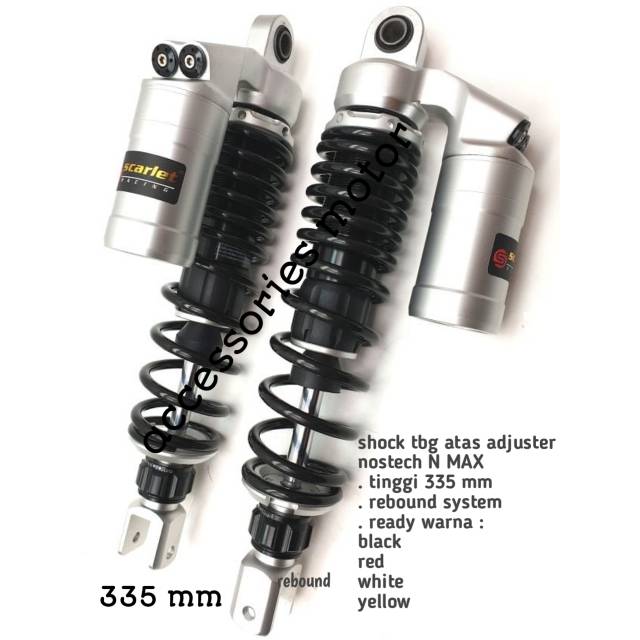 scarlet
RACING
accessories motor
shock tbg atas adjuster
nostech N MAX
. tinggi 335 mm
. rebound system
. ready warna :
black
red
white
yellow
rebound
335 mm